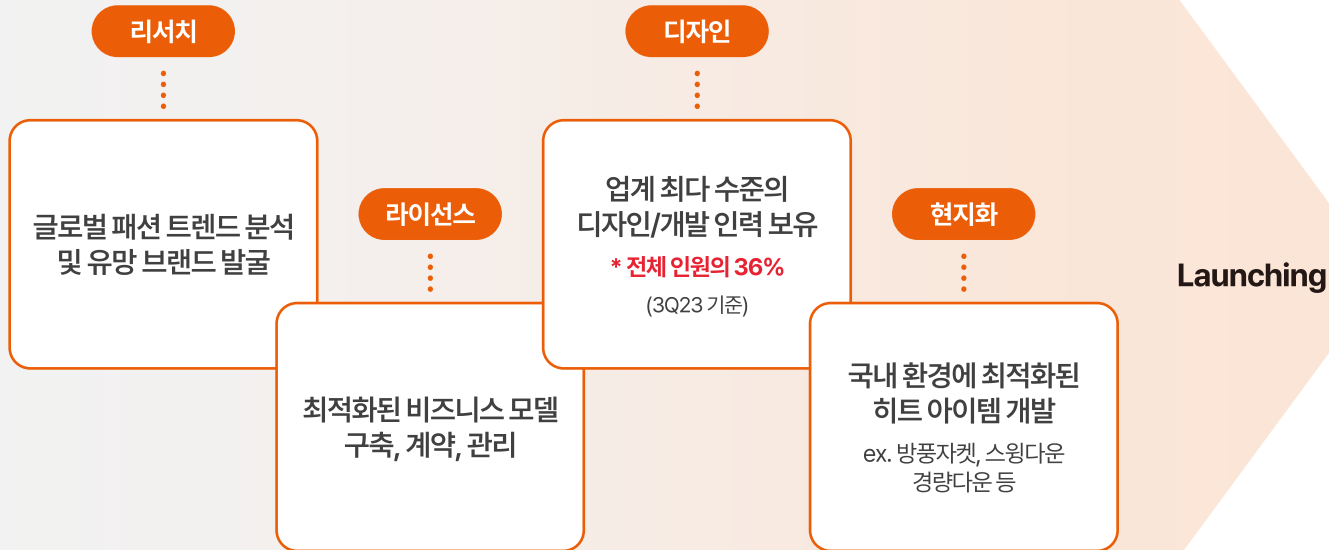 리서치
글로벌 패션 트렌드 분석
및 유망 브랜드 발굴
라이선스
최적화된 비즈니스 모델
구축, 계약, 관리
디자인
업계 최다 수준의
디자인/개발 인력 보유
* 전체 인원의 36%
(3Q23 기준)
현지화
국내 환경에 최적화된
히트 아이템 개발
ex. 방풍자켓, 스윙다운
경량다운 등
Launching